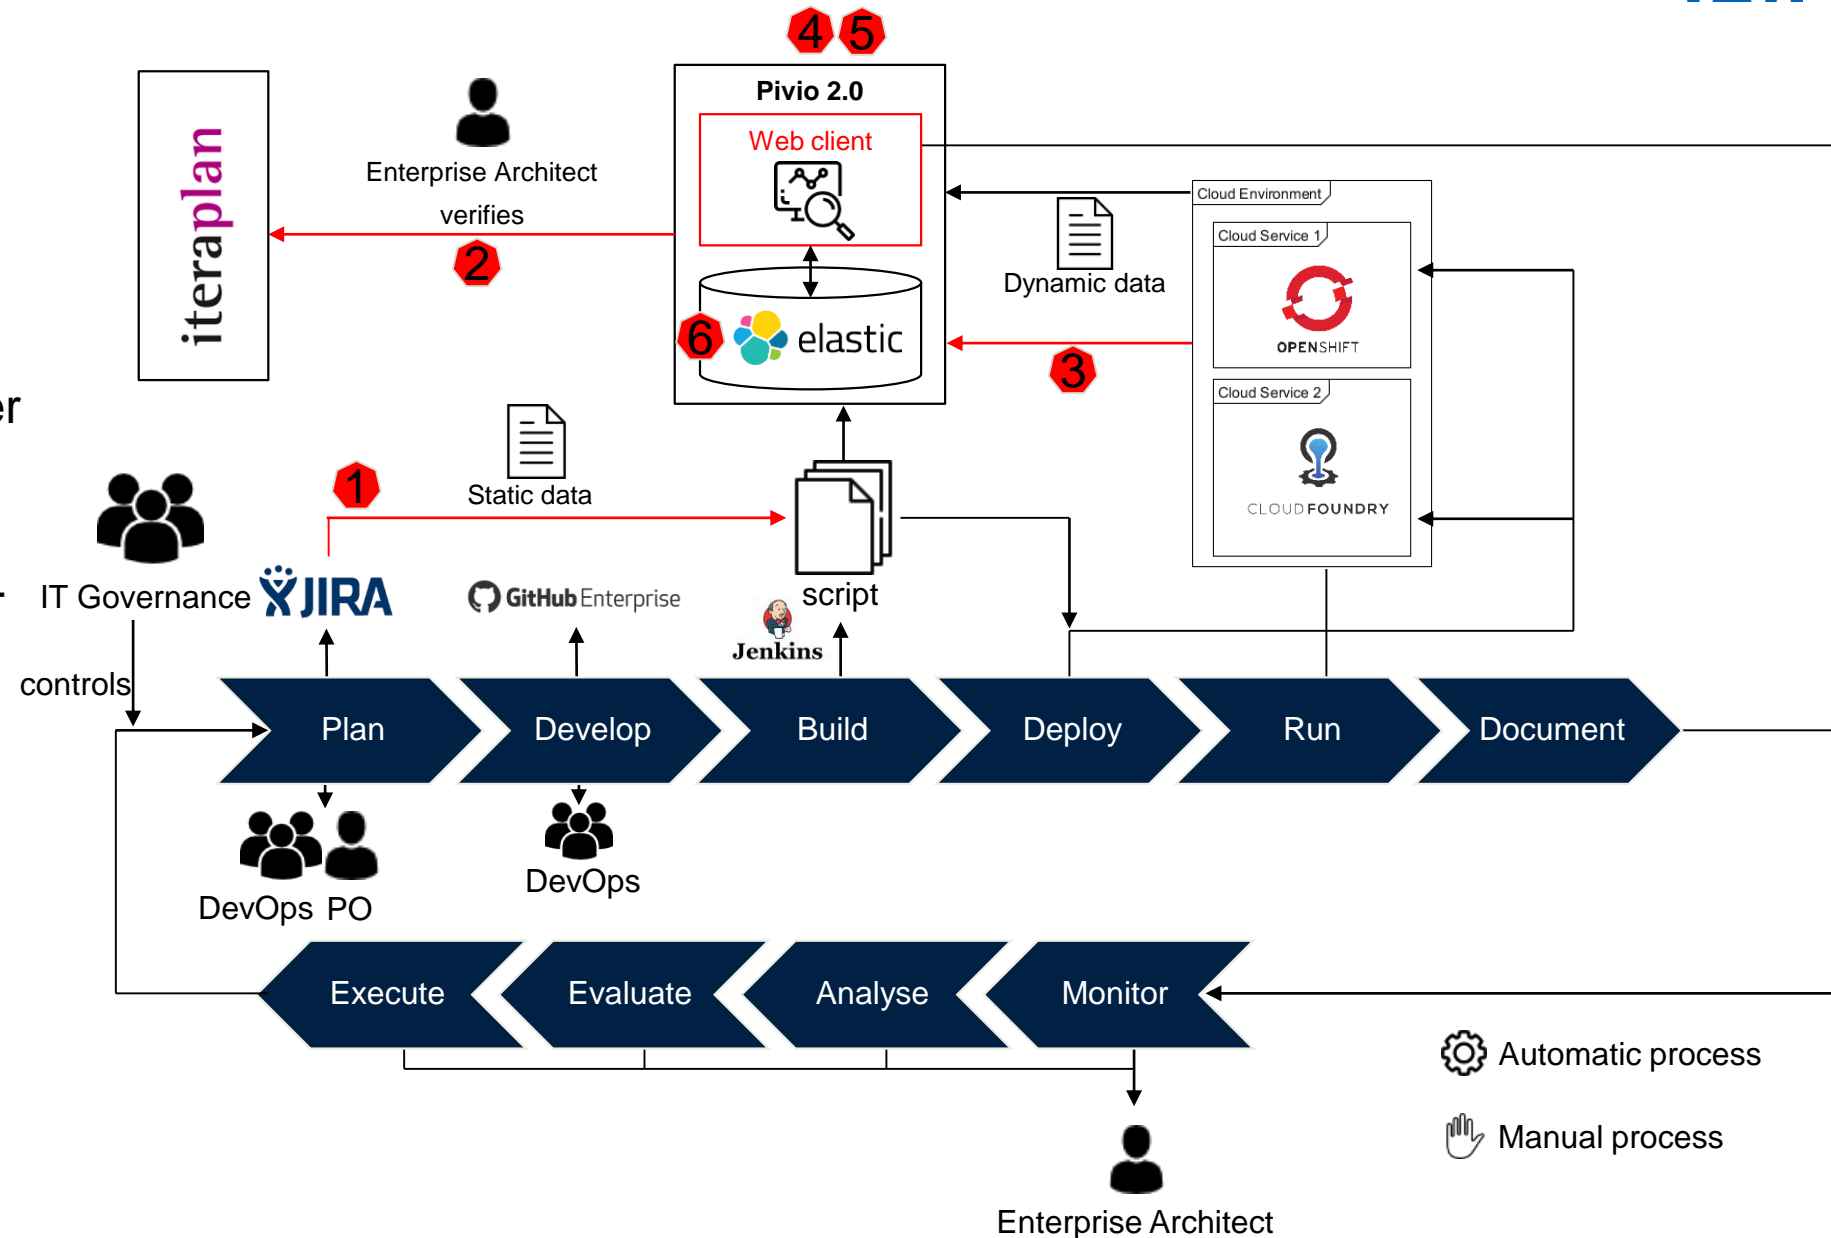 4 5
Pivio 2.0
Web client
iteraplan
Enterprise Architect
verifies
2
Cloud Environment
Cloud Service 1
OPENSHIFT
Dynamic data
6
elastic
3
Cloud Service 2
CLOUDFOUNDRY
er
1
Static data
script
IT Governance
JIRA
GitHub Enterprise
Jenkins
controls
Plan
Develop
Build
Deploy
Run
Document
DevOps
PO
DevOps
Execute
Evaluate
Analyse
Monitor
Automatic process
Manual process
Enterprise Architect